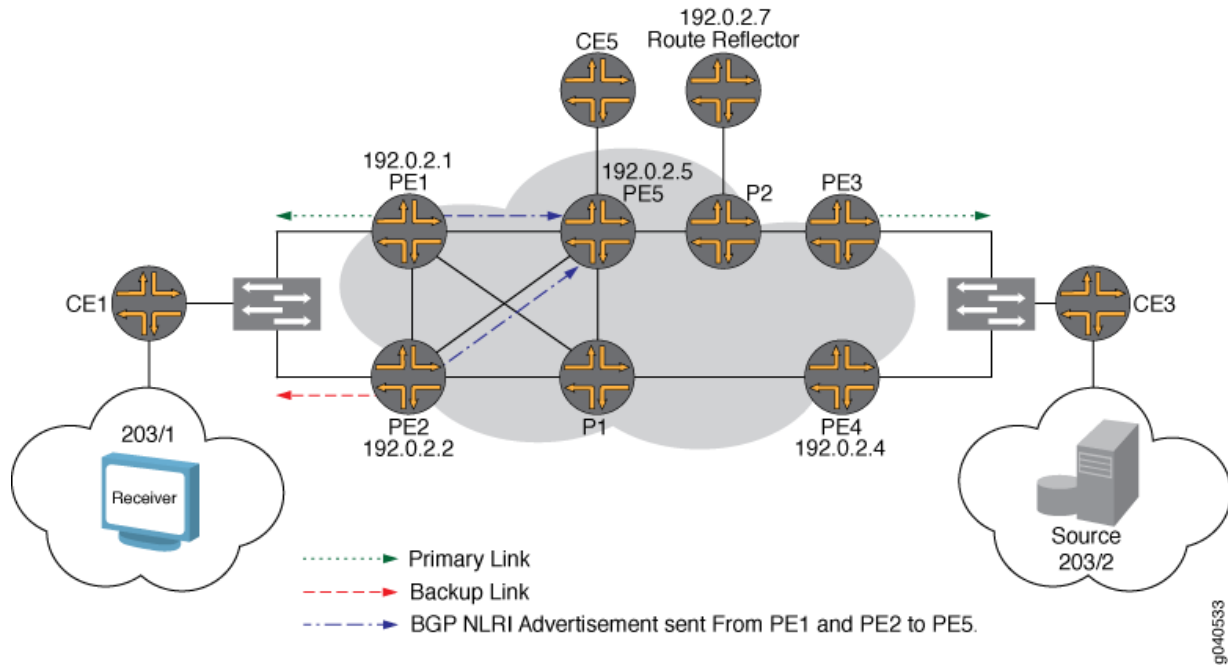 192.0.2.7
Route Reflector
CE5
192.0.2.1
PE1
192.0.2.5
PE5
P2
PE3
CE1
CE3
PE2
192.0.2.2
P1
PE4
192.0.2.4
203/1
Receiver
Source
203/2
Primary Link
Backup Link
BGP NLRI Advertisement sent From PE1 and PE2 to PE5.
g040533